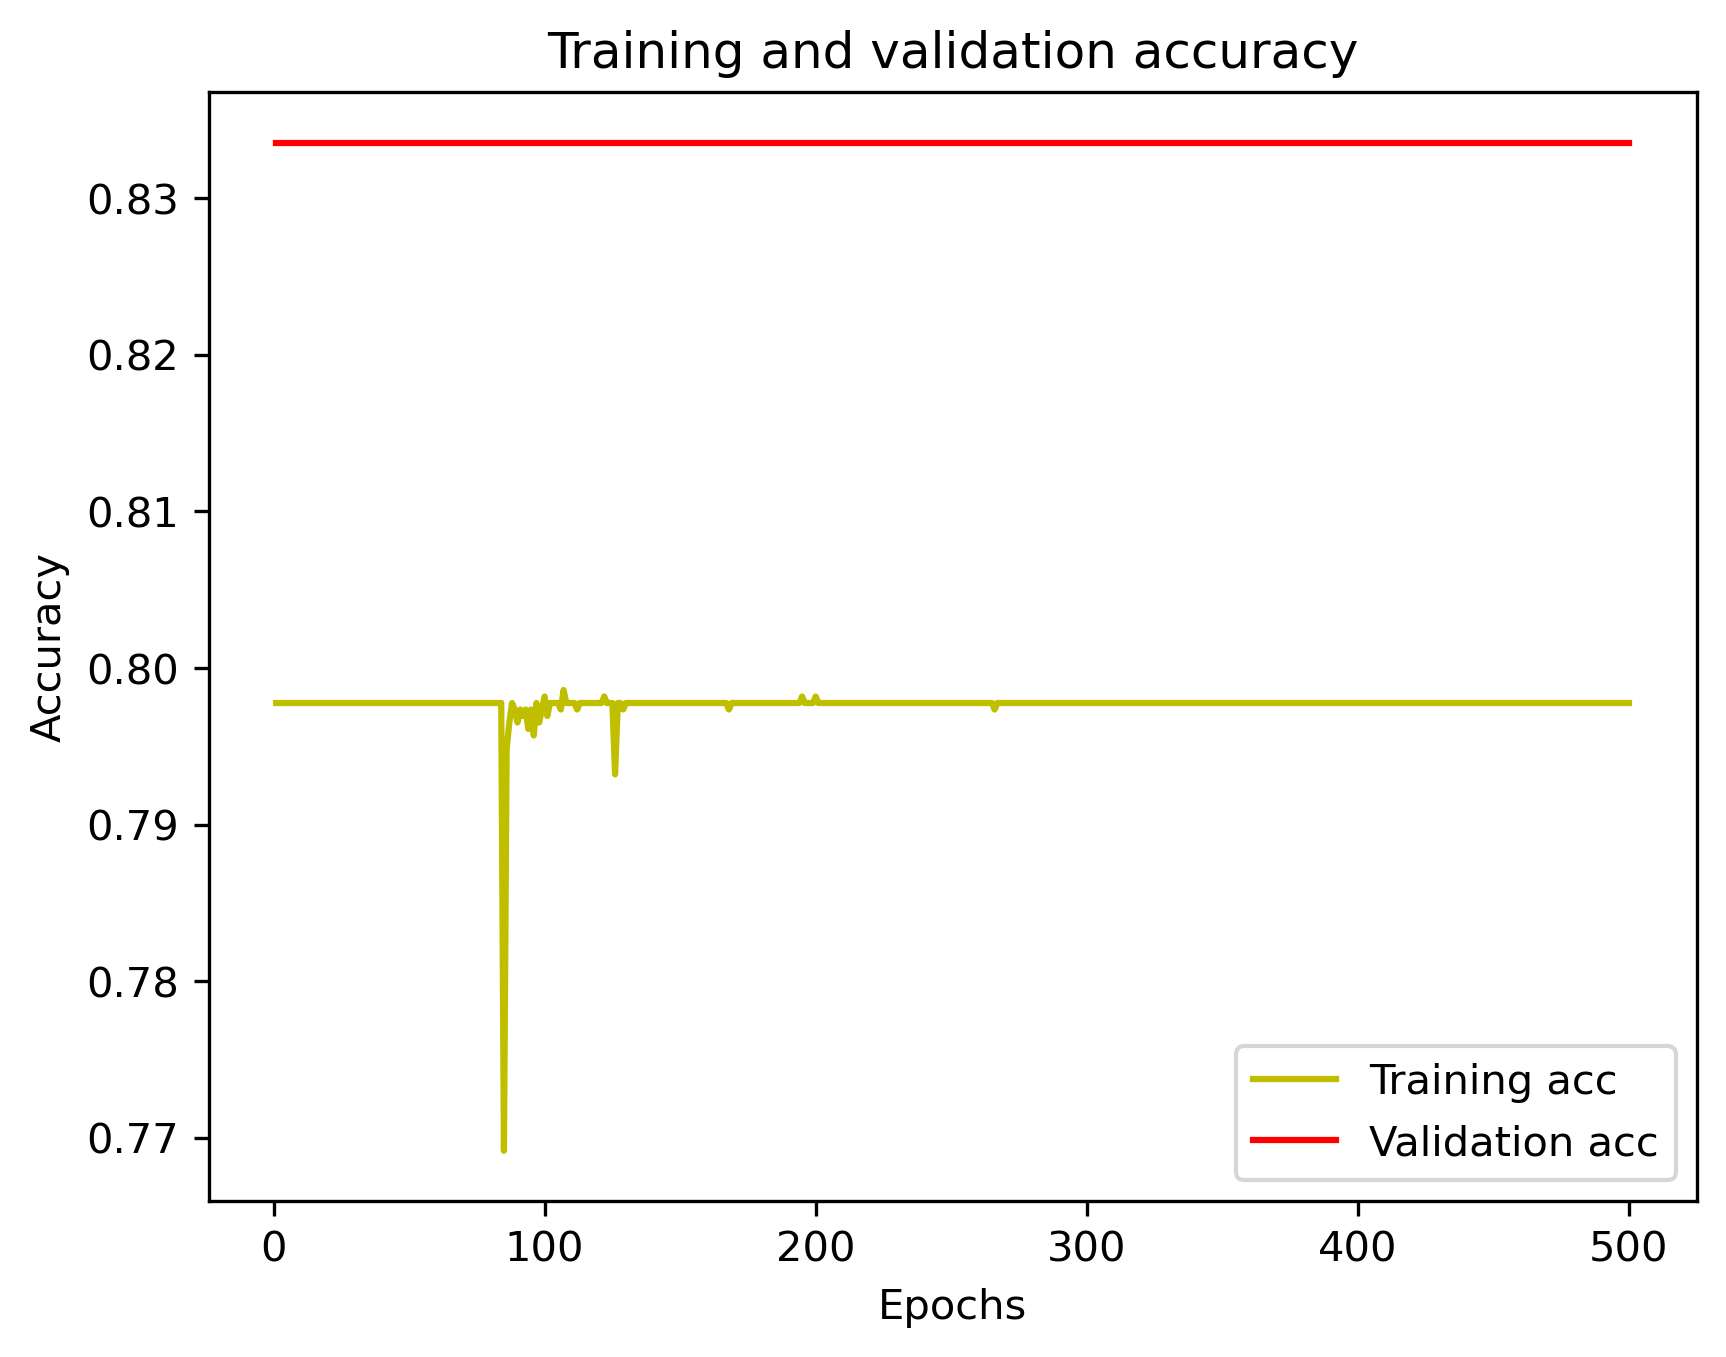 Training and validation accuracy
0.83
0.82
0.81
0.80
0.79
0.78
0.77
Accuracy
Training acc
Validation acc
0 100 200 300 400 500
Epochs